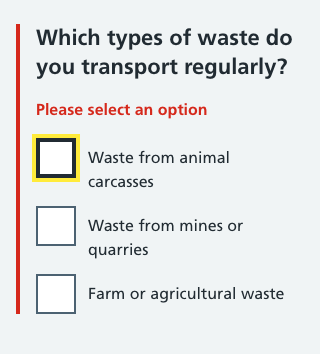 Which types of waste do
you transport regularly?
Please select an option
Waste from animal
carcasses
Waste from mines or
quarries
Farm or agricultural waste